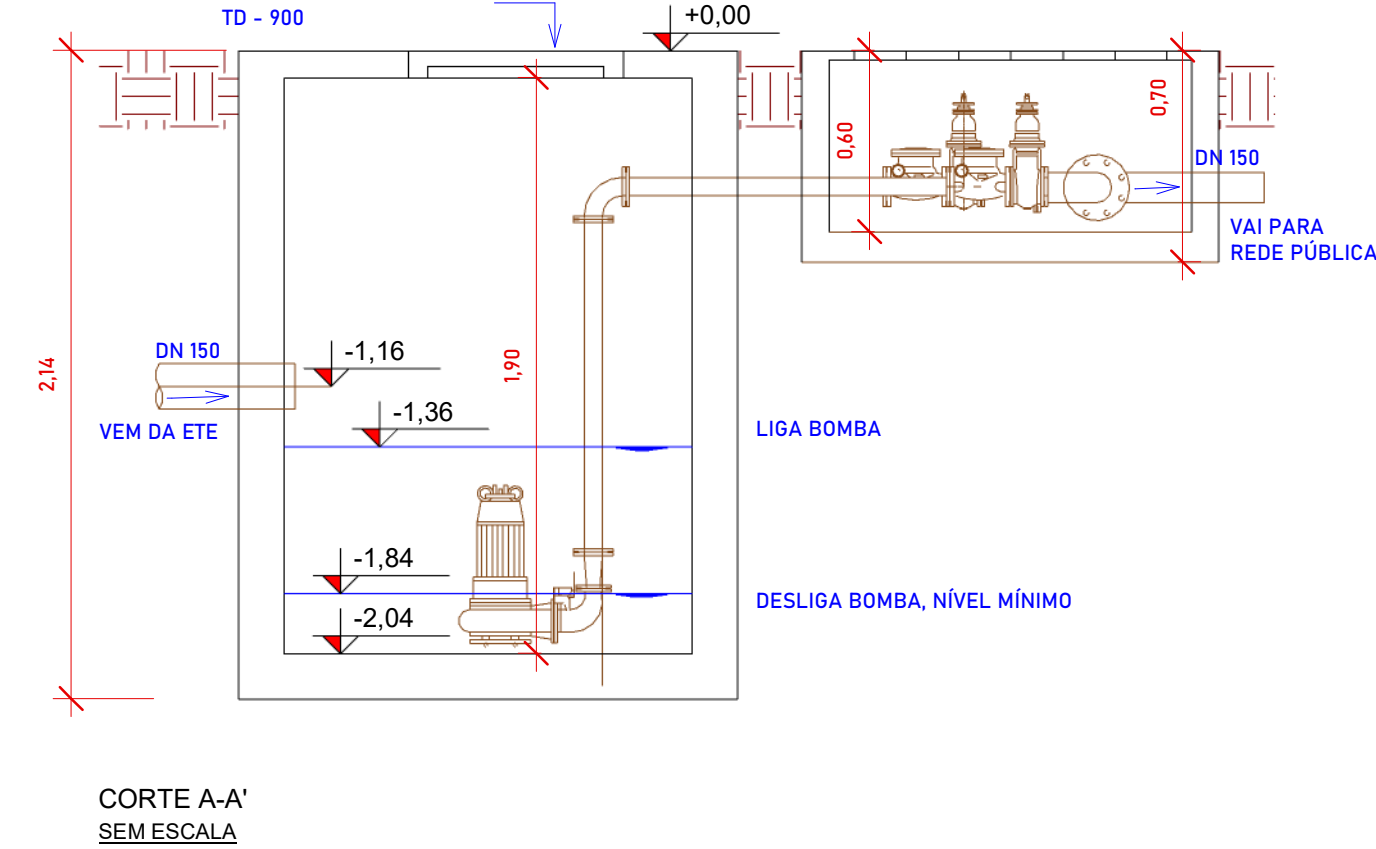 TD - 900
+0,00
0,60
0,70
DN 150
VAI PARA
REDE PÚBLICA
2,14
DN 150
-1,16
1,90
VEM DA ETE
-1,36
LIGA BOMBA
-1,84
DESLIGA BOMBA, NÍVEL MÍNIMO
-2,04
CORTE A-A'
SEM ESCALA